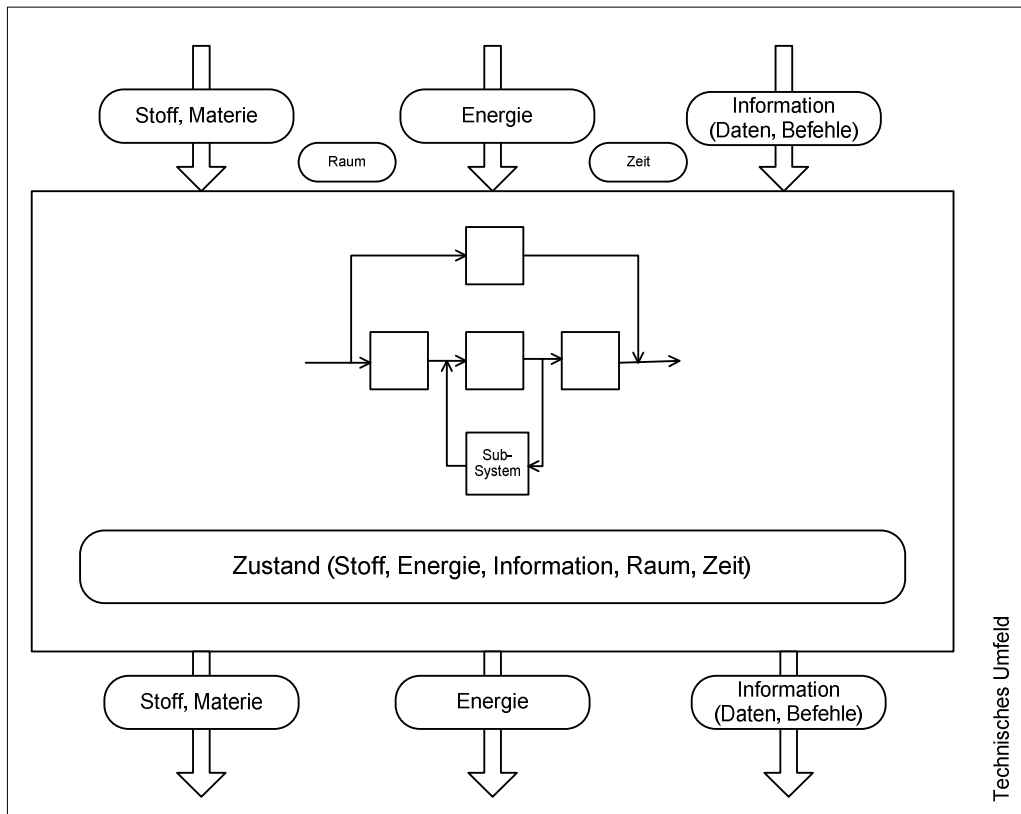 Stoff, Materie
Energie
Information
(Daten, Befehle)
Raum
Zeit
Sub-
System
Zustand (Stoff, Energie, Information, Raum, Zeit)
Stoff, Materie
Energie
Information
(Daten, Befehle)
Technisches Umfeld